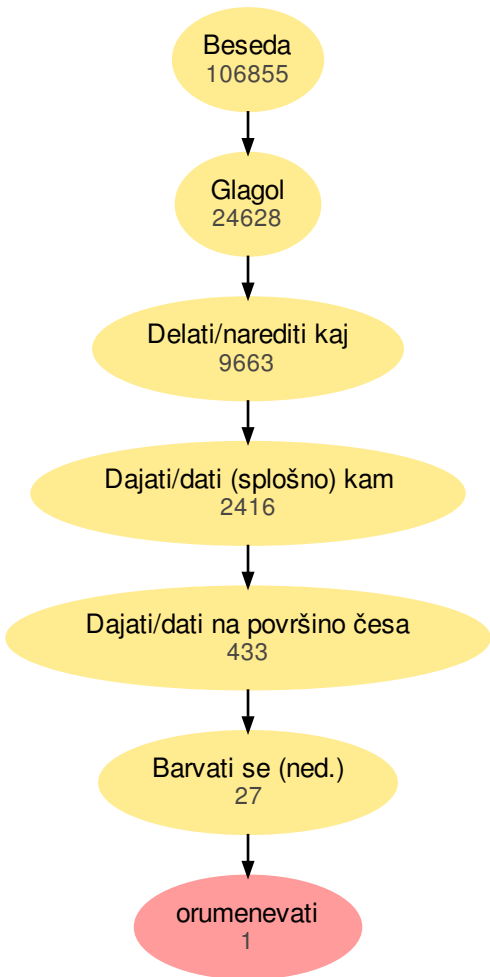 Beseda
106855
Glagol
24628
Delati/narediti kaj
9663
Dajati/dati (splošno) kam
2416
Dajati/dati na površino česa
433
Barvati se (ned.)
27
orumenevati
1